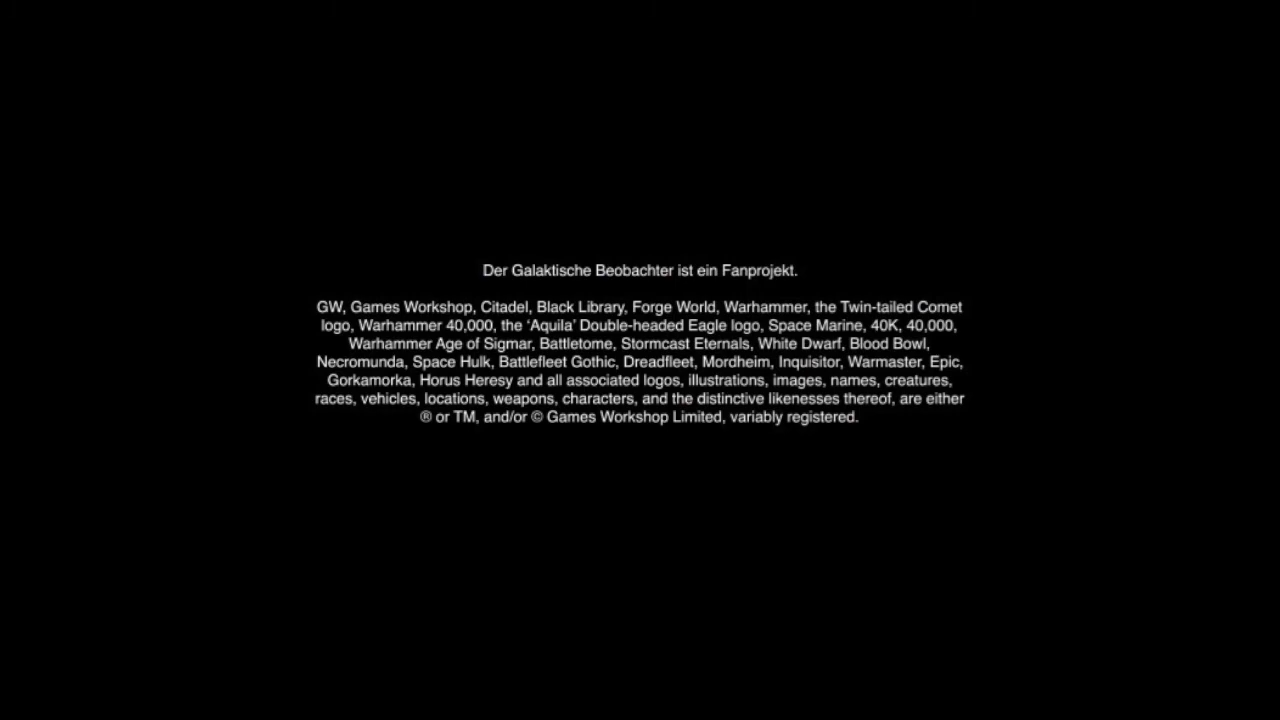 Der Galaktische Beobachter ist ein Fanprojekt.
GW, Games Workshop, Citadel, Black Library, Forge World, Warhammer, the Twin-tailed Comet
logo, Warhammer 40,000, the ‘Aquila’ Double-headed Eagle logo, Space Marine, 40K, 40,000,
Warhammer Age of Sigmar, Battletome, Stormcast Eternals, White Dwarf, Blood Bowl,
Necromunda, Space Hulk, Battlefleet Gothic, Dreadfleet, Mordheim, Inquisitor, Warmaster, Epic,
Gorkamorka, Horus Heresy and all associated logos, illustrations, images, names, creatures,
races, vehicles, locations, weapons, characters, and the distinctive likenesses thereof, are either
® or TM, and/or © Games Workshop Limited, variably registered.